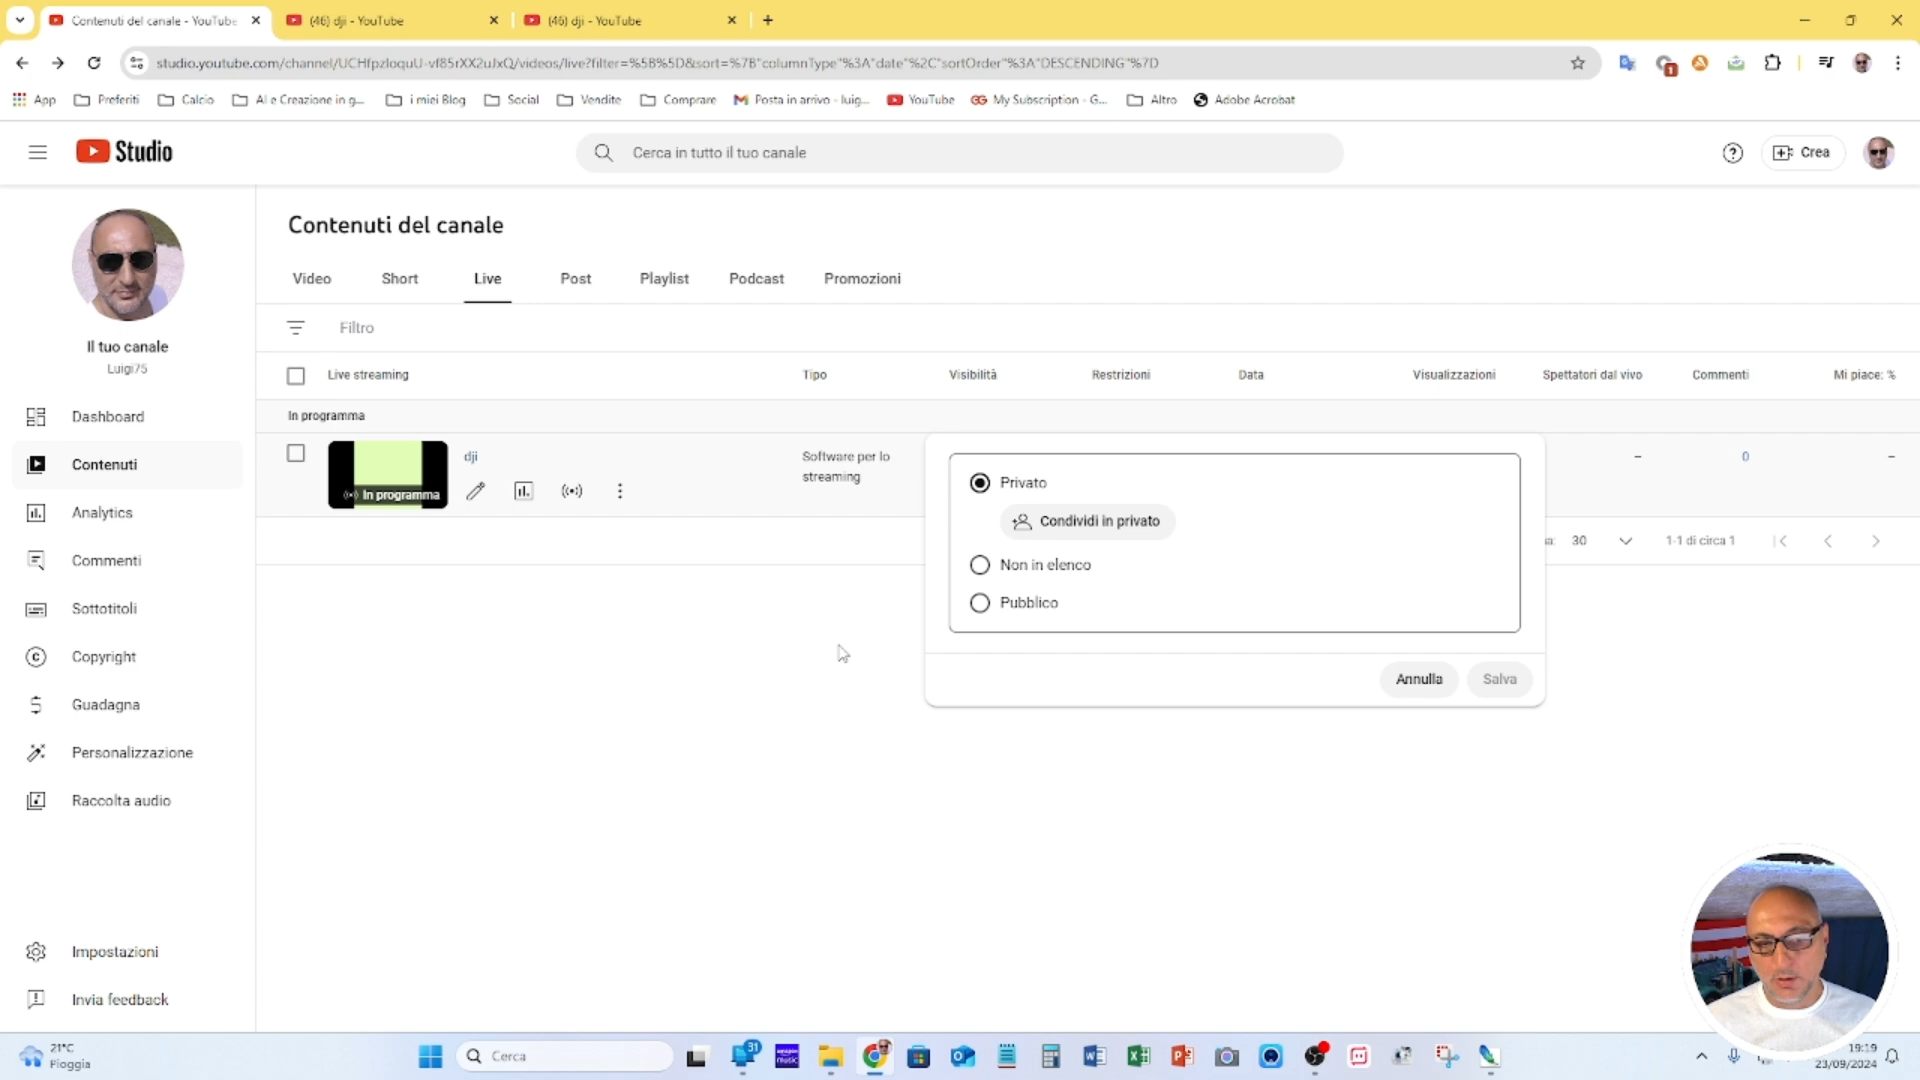 Contenuti del canale - YouTube
(46) dji - YouTube
(46) dji - YouTube
studio.youtube.com/channel/UCHfpzloquU-vf85rXX2uJxQ/videos/live?filter=%5B%5D&sort=%7B"columnType"%3A"date"%2C"sortOrder"%3A"DESCENDING"%7D
1
App
Preferiti
Calcio
AI e Creazione in g...
i miei Blog
Social
Vendite
Comprare
Posta in arrivo - luig...
YouTube
My Subscription - G...
Altro
Adobe Acrobat
Studio
Cerca in tutto il tuo canale
Crea
Il tuo canale
Luigi75
Dashboard
Contenuti
Analytics
Commenti
Sottotitoli
Copyright
Guadagna
Personalizzazione
Raccolta audio
Impostazioni
Invia feedback
Contenuti del canale
Video
Short
Live
Post
Playlist
Podcast
Promozioni
Filtro
Live streaming
Tipo
Visibilità
Restrizioni
Data
Visualizzazioni
Spettatori dal vivo
Commenti
Mi piace: %
In programma
In programma
dji
Software per lo
streaming
–
0
–
Privato
Condividi in privato
Non in elenco
Pubblico
Annulla
Salva
30
1-1 di circa 1
21°C
Pioggia
Cerca
31
19:19
23/09/2024